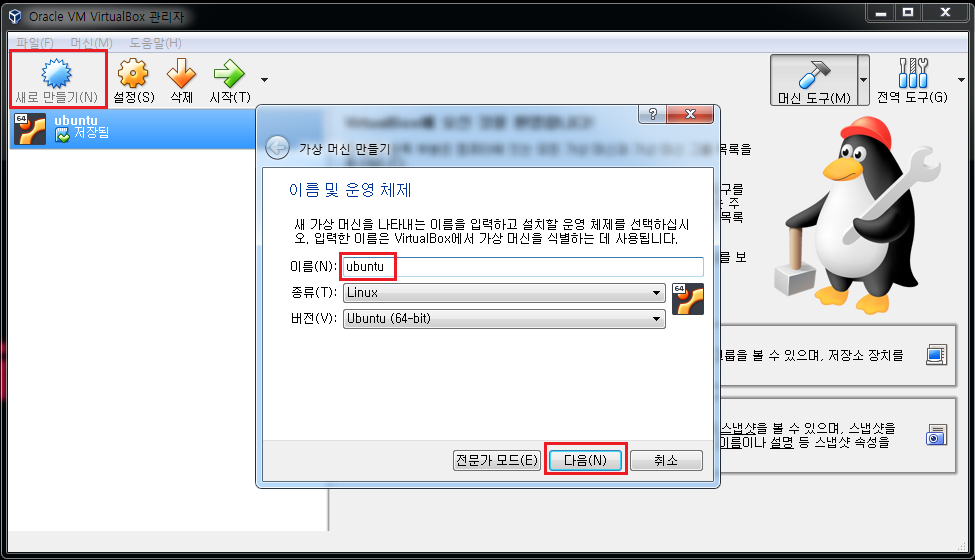 Oracle VM VirtualBox 관리자
파일(F) 머신(M) 도움말(H)
새로 만들기(N) 설정(S) 삭제 시작(T) 머신 도구(M) 전역 도구(G)
64 ubuntu
저장됨
?
가상 머신 만들기
목록을
이름 및 운영 체제
새 가상 머신을 나타내는 이름을 입력하고 설치할 운영 체제를 선택하십시
오. 입력한 이름은 VirtualBox에서 가상 머신을 식별하는 데 사용됩니다.
구를
주
목록
를 보
이름(N): ubuntu
종류(T): Linux
64
버전(V): Ubuntu (64-bit)
룹을 볼 수 있으며, 저장소 장치를
스냅샷을 볼 수 있으며, 스냅샷을
이름이나 설명 등 스냅샷 속성을
전문가 모드(E) 다음(N) 취소